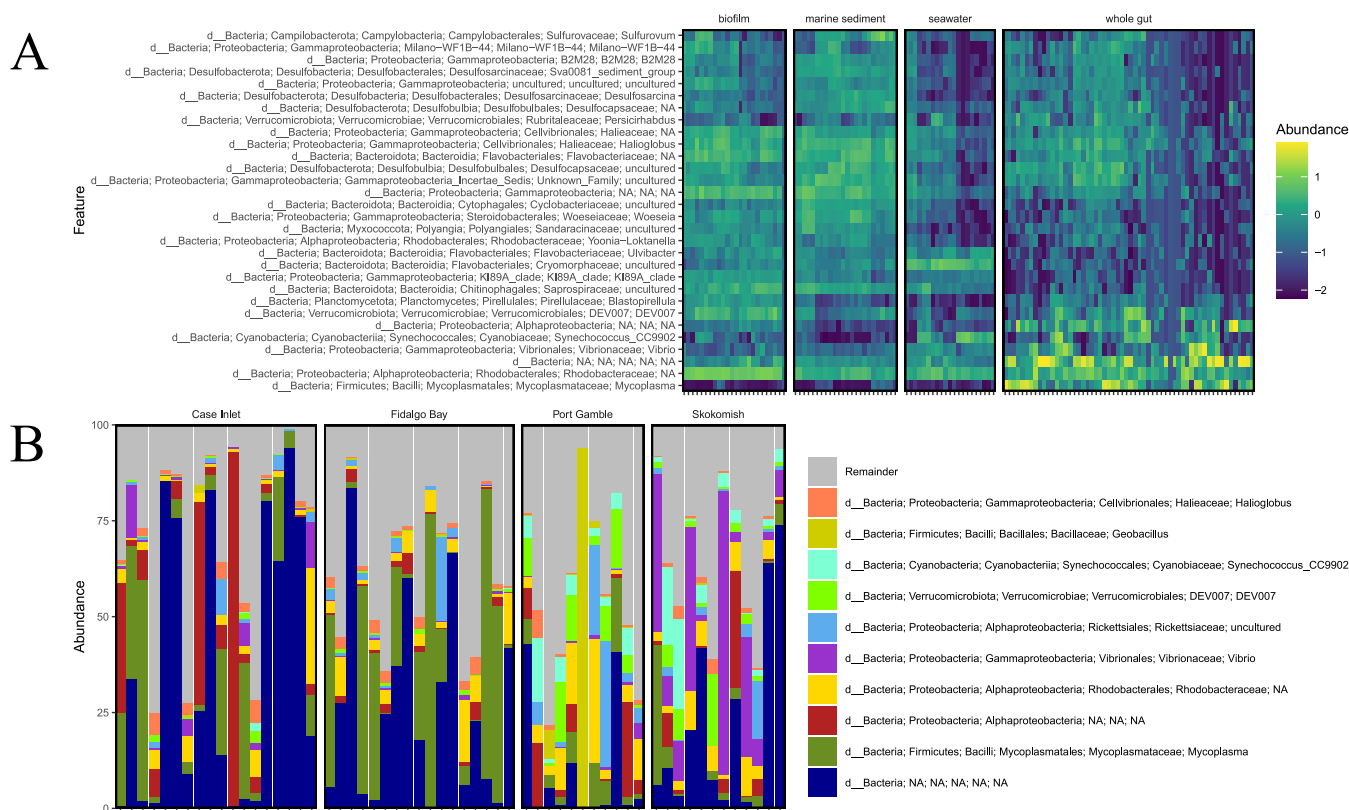 A
biofilm
marine sediment
seawater
whole gut
Feature
d__Bacteria; Campilobacterota; Campylobacteria; Campylobacterales; Sulfurovaceae; Sulfurovum
d__Bacteria; Proteobacteria; Gammaproteobacteria; Milano−WF1B−44; Milano−WF1B−44; Milano−WF1B−44
d__Bacteria; Proteobacteria; Gammaproteobacteria; B2M28; B2M28; B2M28
d__Bacteria; Desulfobacterota; Desulfobacteria; Desulfobacterales; Desulfosarcinaceae; Sva0081_sediment_group
d__Bacteria; Proteobacteria; Gammaproteobacteria; uncultured; uncultured; uncultured
d__Bacteria; Desulfobacterota; Desulfobacteria; Desulfobacterales; Desulfosarcinaceae; Desulfosarcina
d__Bacteria; Desulfobacterota; Desulfobulbia; Desulfobulbales; Desulfocapsaceae; NA
d__Bacteria; Verrucomicrobiota; Verrucomicrobiae; Verrucomicrobiales; Rubritaleaceae; Persicirhabdus
d__Bacteria; Proteobacteria; Gammaproteobacteria; Cellvibrionales; Halieaceae; NA
d__Bacteria; Proteobacteria; Gammaproteobacteria; Cellvibrionales; Halieaceae; Halioglobus
d__Bacteria; Bacteroidota; Bacteroidia; Flavobacteriales; Flavobacteriaceae; NA
d__Bacteria; Desulfobacterota; Desulfobulbia; Desulfobulbales; Desulfocapsaceae; uncultured
d__Bacteria; Proteobacteria; Gammaproteobacteria; Gammaproteobacteria_Incertae_Sedis; Unknown_Family; uncultured
d__Bacteria; Proteobacteria; Gammaproteobacteria; NA; NA; NA
d__Bacteria; Bacteroidota; Bacteroidia; Cytophagales; Cyclobacteriaceae; uncultured
d__Bacteria; Proteobacteria; Gammaproteobacteria; Steroidobacterales; Woeseiaceae; Woeseia
d__Bacteria; Myxococcota; Polyangia; Polyangiales; Sandaracinaceae; uncultured
d__Bacteria; Proteobacteria; Alphaproteobacteria; Rhodobacterales; Rhodobacteraceae; Yoonia−Loktanella
d__Bacteria; Bacteroidota; Bacteroidia; Flavobacteriales; Flavobacteriaceae; Ulvibacter
d__Bacteria; Bacteroidota; Bacteroidia; Flavobacteriales; Cryomorphaceae; uncultured
d__Bacteria; Proteobacteria; Gammaproteobacteria; KI89A_clade; KI89A_clade; KI89A_clade
d__Bacteria; Bacteroidota; Bacteroidia; Chitinophagales; Saprospiraceae; uncultured
d__Bacteria; Planctomycetota; Planctomycetes; Pirellulales; Pirellulaceae; Blastopirellula
d__Bacteria; Verrucomicrobiota; Verrucomicrobiae; Verrucomicrobiales; DEV007; DEV007
d__Bacteria; Proteobacteria; Alphaproteobacteria; NA; NA; NA
d__Bacteria; Cyanobacteria; Cyanobacteriia; Synechococcales; Cyanobiaceae; Synechococcus_CC9902
d__Bacteria; Proteobacteria; Gammaproteobacteria; Vibrionales; Vibrionaceae; Vibrio
d__Bacteria; NA; NA; NA; NA; NA
d__Bacteria; Proteobacteria; Alphaproteobacteria; Rhodobacterales; Rhodobacteraceae; NA
d__Bacteria; Firmicutes; Bacilli; Mycoplasmatales; Mycoplasmataceae; Mycoplasma
Abundance
1
0
−1
−2
B
Case Inlet
Fidalgo Bay
Port Gamble
Skokomish
Abundance
100
75
50
25
0
Remainder
d__Bacteria; Proteobacteria; Gammaproteobacteria; Cellvibrionales; Halieaceae; Halioglobus
d__Bacteria; Firmicutes; Bacilli; Bacillales; Bacillaceae; Geobacillus
d__Bacteria; Cyanobacteria; Cyanobacteriia; Synechococcales; Cyanobiaceae; Synechococcus_CC9902
d__Bacteria; Verrucomicrobiota; Verrucomicrobiae; Verrucomicrobiales; DEV007; DEV007
d__Bacteria; Proteobacteria; Alphaproteobacteria; Rickettsiales; Rickettsiaceae; uncultured
d__Bacteria; Proteobacteria; Gammaproteobacteria; Vibrionales; Vibrionaceae; Vibrio
d__Bacteria; Proteobacteria; Alphaproteobacteria; Rhodobacterales; Rhodobacteraceae; NA
d__Bacteria; Proteobacteria; Alphaproteobacteria; NA; NA; NA
d__Bacteria; Firmicutes; Bacilli; Mycoplasmatales; Mycoplasmataceae; Mycoplasma
d__Bacteria; NA; NA; NA; NA; NA